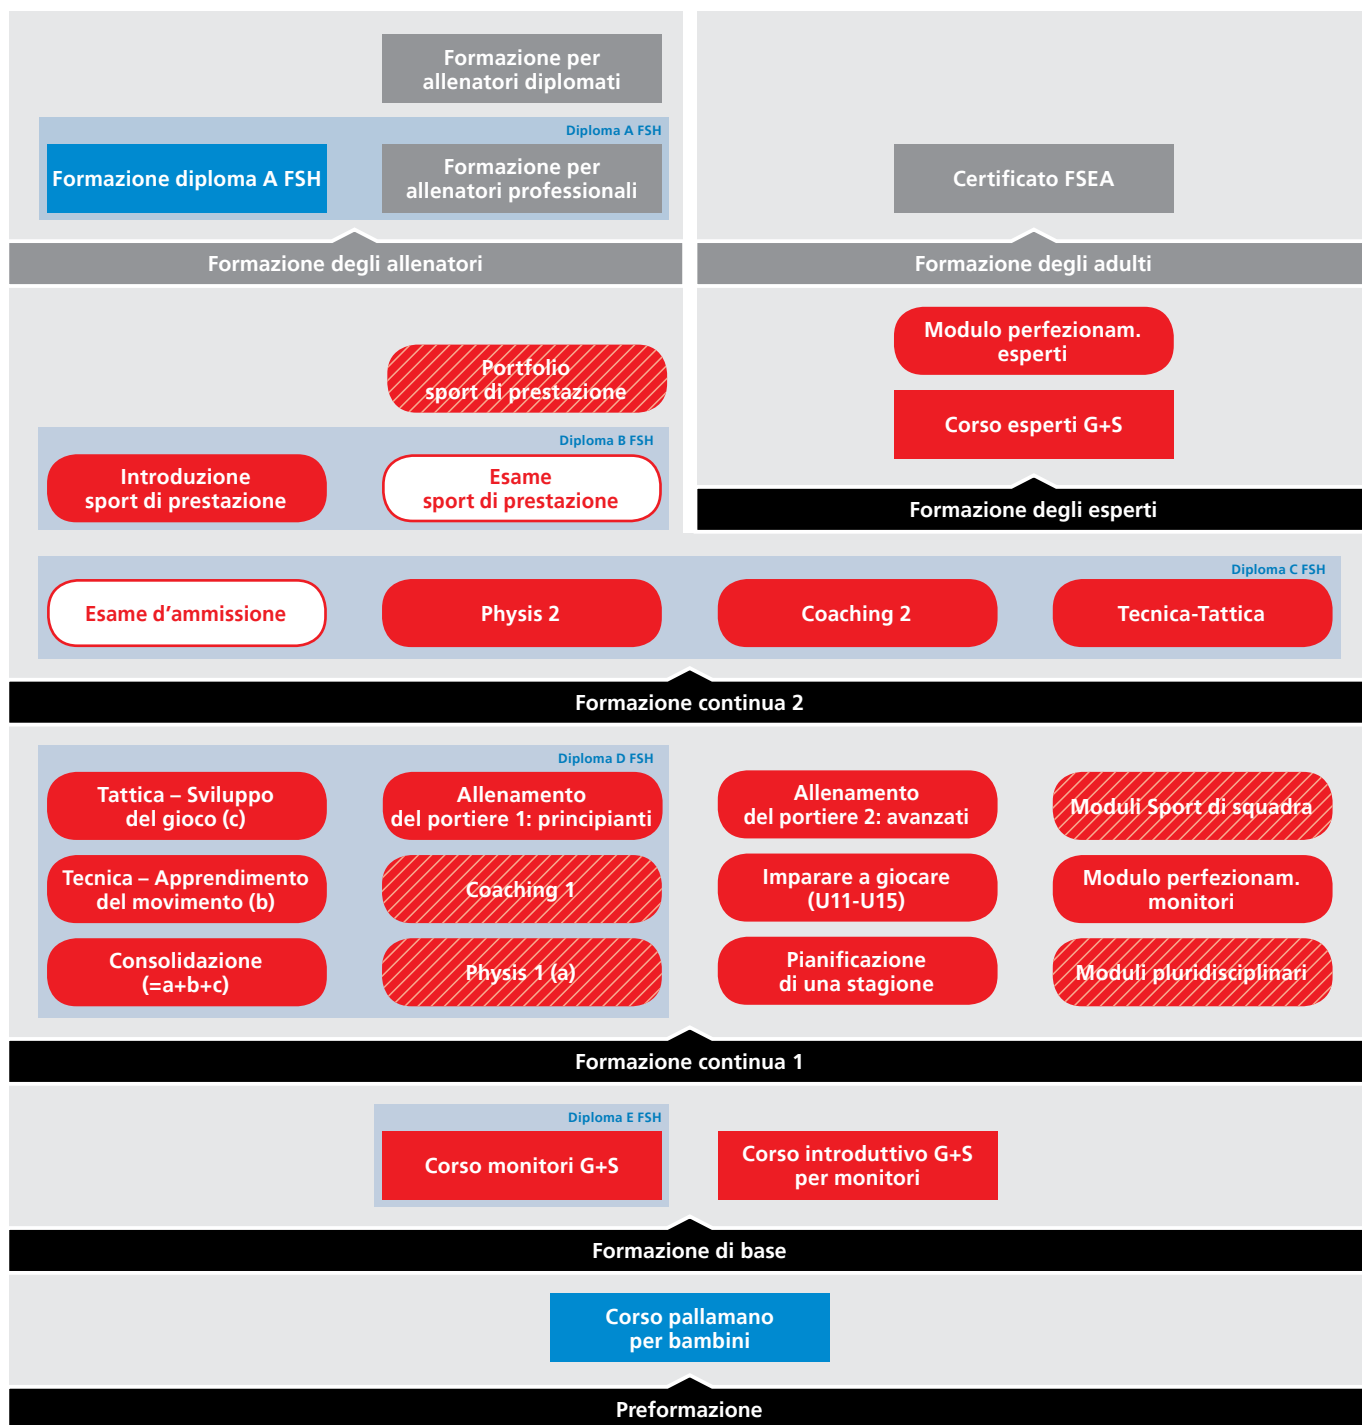 Formazione per
allenatori diplomati
Diploma A FSH
Formazione diploma A FSH
Formazione per
allenatori professionali
Certificato FSEA
Formazione degli allenatori
Formazione degli adulti
Modulo perfezionam.
esperti
Portfolio
sport di prestazione
Corso esperti G+S
Diploma B FSH
Introduzione
sport di prestazione
Esame
sport di prestazione
Formazione degli esperti
Diploma C FSH
Esame d’ammissione
Physis 2
Coaching 2
Tecnica-Tattica
Formazione continua 2
Diploma D FSH
Tattica – Sviluppo
del gioco (c)
Allenamento
del portiere 1: principianti
Allenamento
del portiere 2: avanzati
Moduli Sport di squadra
Tecnica – Apprendimento
del movimento (b)
Coaching 1
Imparare a giocare
(U11-U15)
Modulo perfezionam.
monitori
Consolidazione
(=a+b+c)
Physis 1 (a)
Pianificazione
di una stagione
Moduli pluridisciplinari
Formazione continua 1
Diploma E FSH
Corso monitori G+S
Corso introduttivo G+S
per monitori
Formazione di base
Corso pallamano
per bambini
Preformazione